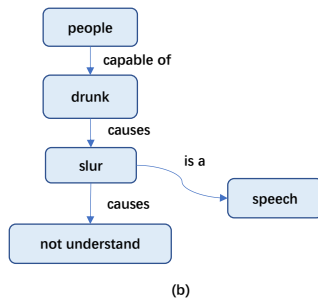 people
capable of
drunk
causes
slur
is a
speech
causes
not understand
(b)